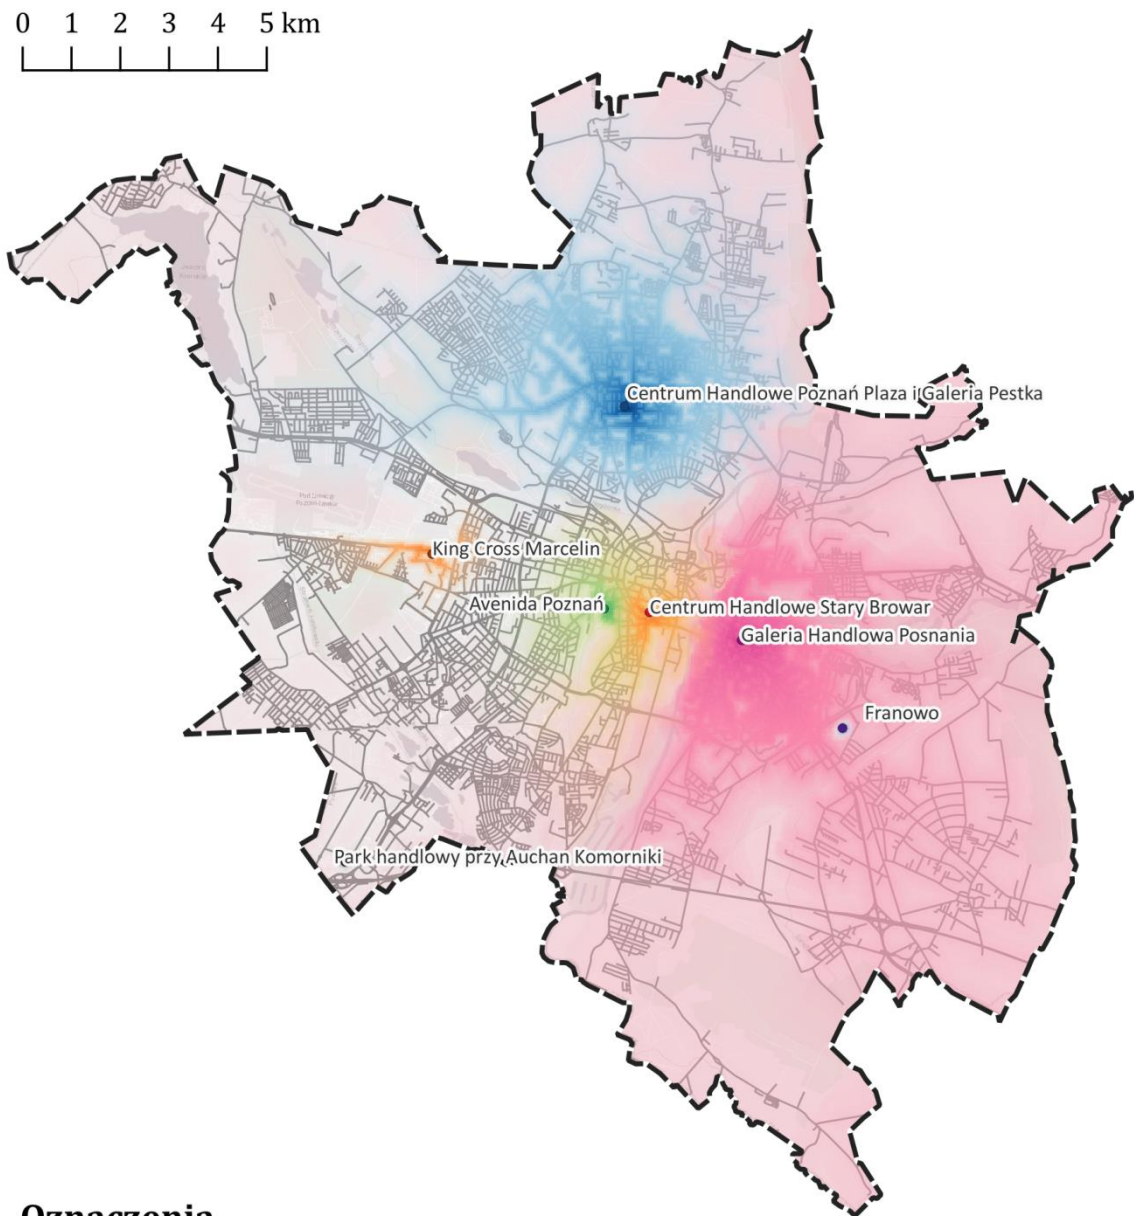 0 1 2 3 4 5 km
Centrum Handlowe Poznań Plaza i Galeria Pestka
King Cross Marcelin
Avenida Poznań
Centrum Handlowe Stary Browar
Galeria Handlowa Posnania
Franowo
Park handlowy przy Auchan Komorniki
Oznaczenia